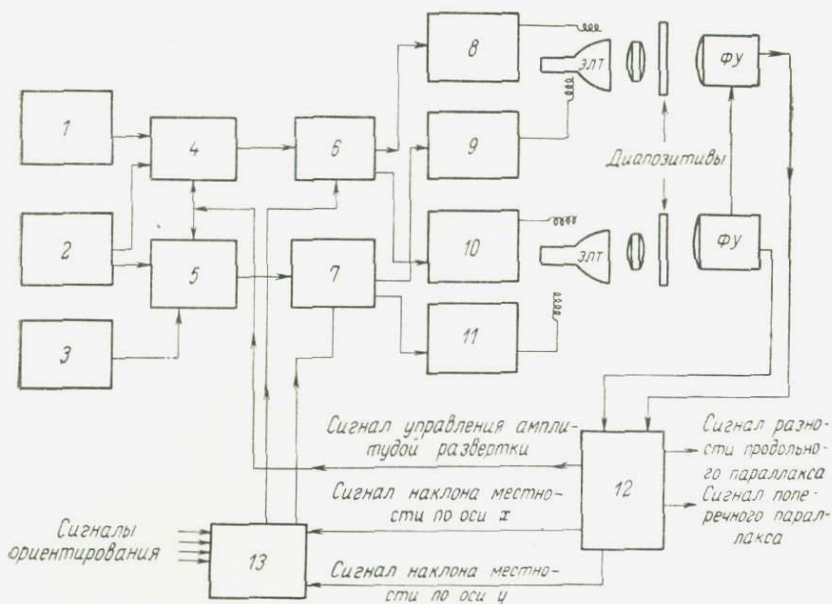 8
ЭЛТ
ФУ
1
4
6
9
Диапозитивы
2
10
ЭЛТ
ФУ
5
7
3
11
Сигнал управления ампли-
тудой развертки
12
Сигнал разно-
сти продольно-
го параллакса
Сигнал попе-
речного парал-
лакса
Сигнал наклона местно-
сти по оси x
Сигналы
ориентирования
13
Сигнал наклона местно-
сти по оси y